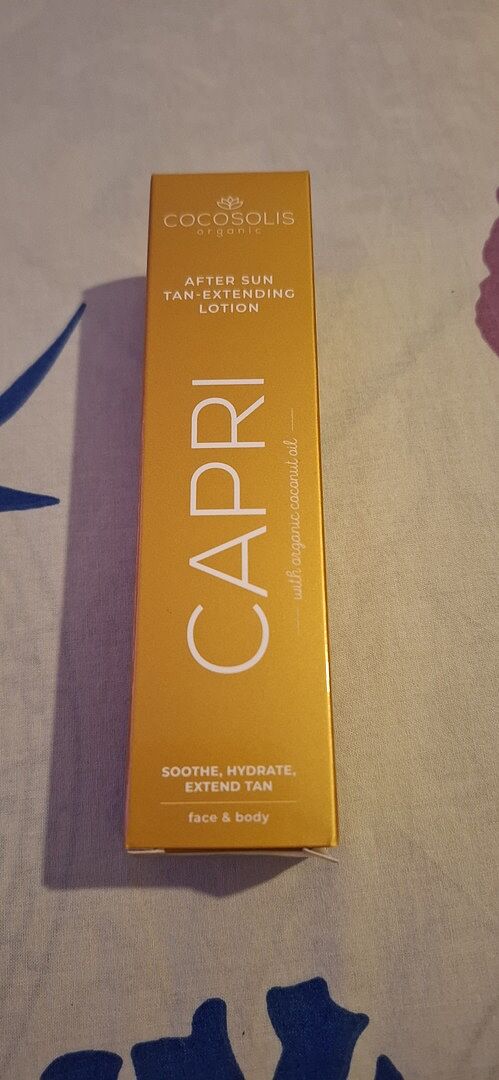 COCOSOLIS
organic
AFTER SUN
TAN-EXTENDING
LOTION
CAPRI
with organic coconut oil
SOOTHE, HYDRATE,
EXTEND TAN
face & body